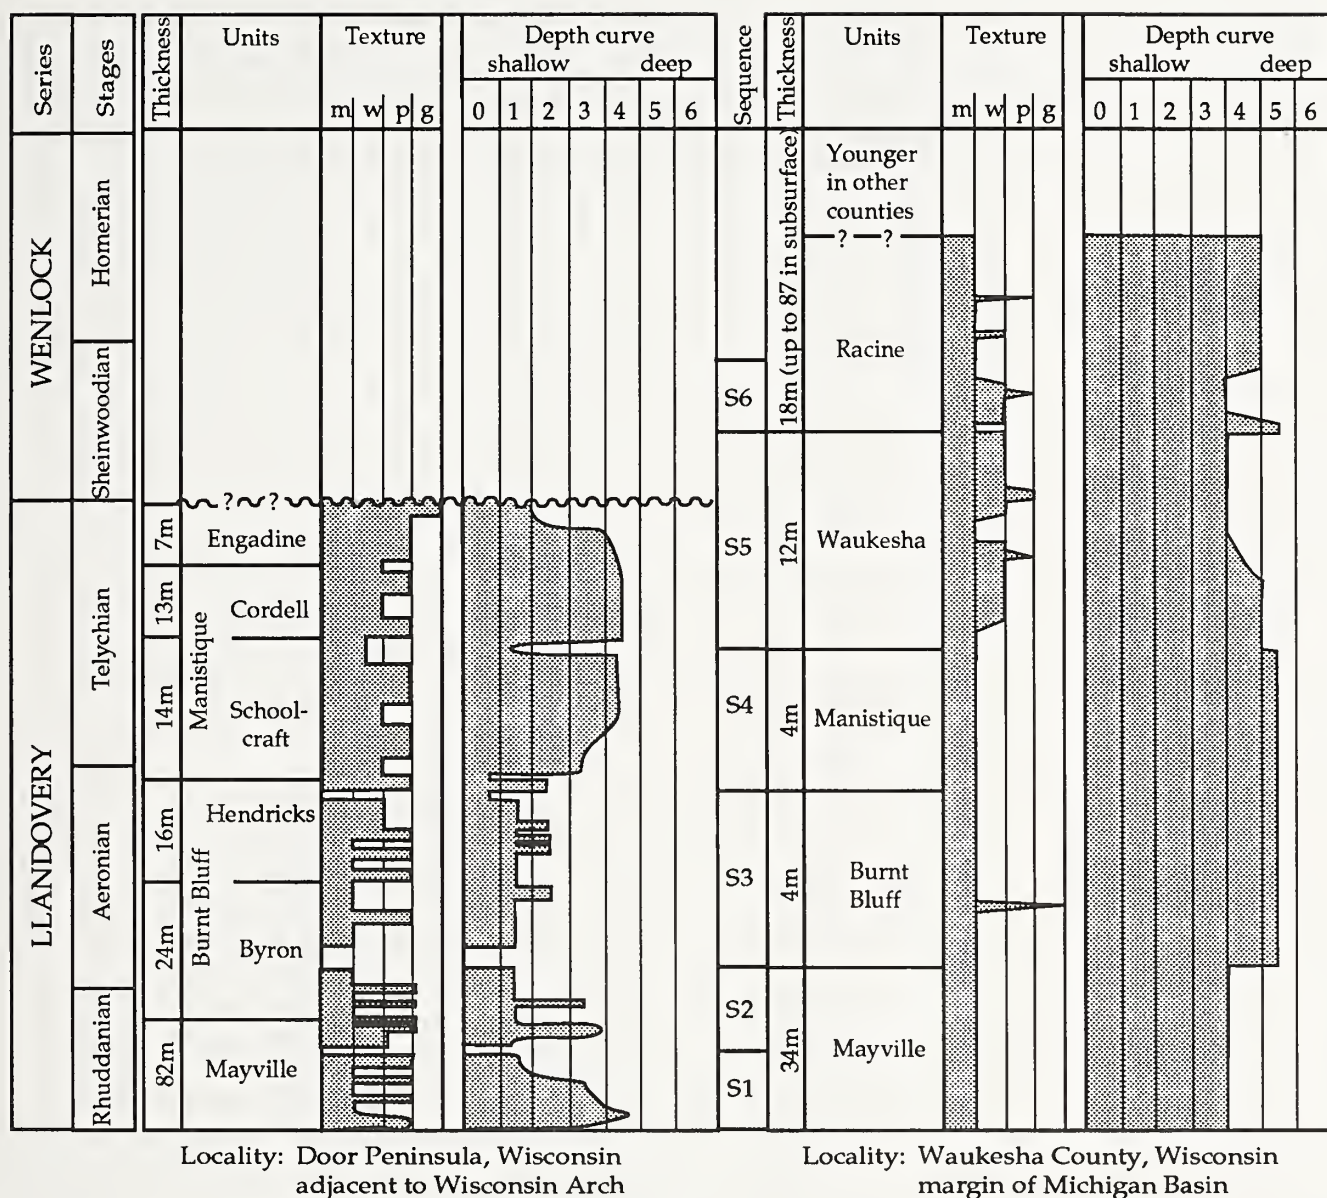 Series
Stages
Thickness
Units
Texture
m w p g
Depth curve
shallow deep
0 1 2 3 4 5 6
Sequence
Thickness
Units
Texture
m w p g
Depth curve
shallow deep
0 1 2 3 4 5 6
WENLOCK
LLANDOVERY
Homerian
Sheinwoodian
Telychian
Aeronian
Rhuddanian
? ?
7m
Engadine
13m
Cordell
Manistique
14m
School-
craft
16m
Hendricks
Burnt Bluff
24m
Byron
82m
Mayville
S6
S5
S4
S3
S2
S1
18m (up to 87 in subsurface)
Younger
in other
counties
? — ?
Racine
12m
Waukesha
4m
Manistique
4m
Burnt
Bluff
34m
Mayville
Locality: Door Peninsula, Wisconsin
adjacent to Wisconsin Arch
Locality: Waukesha County, Wisconsin
margin of Michigan Basin